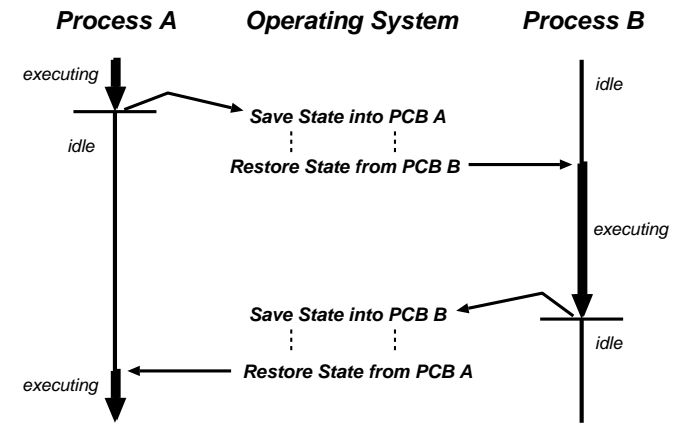 Process A Operating System Process B
executing
idle
Save State into PCB A
idle
Restore State from PCB B
executing
Save State into PCB B
idle
Restore State from PCB A
executing